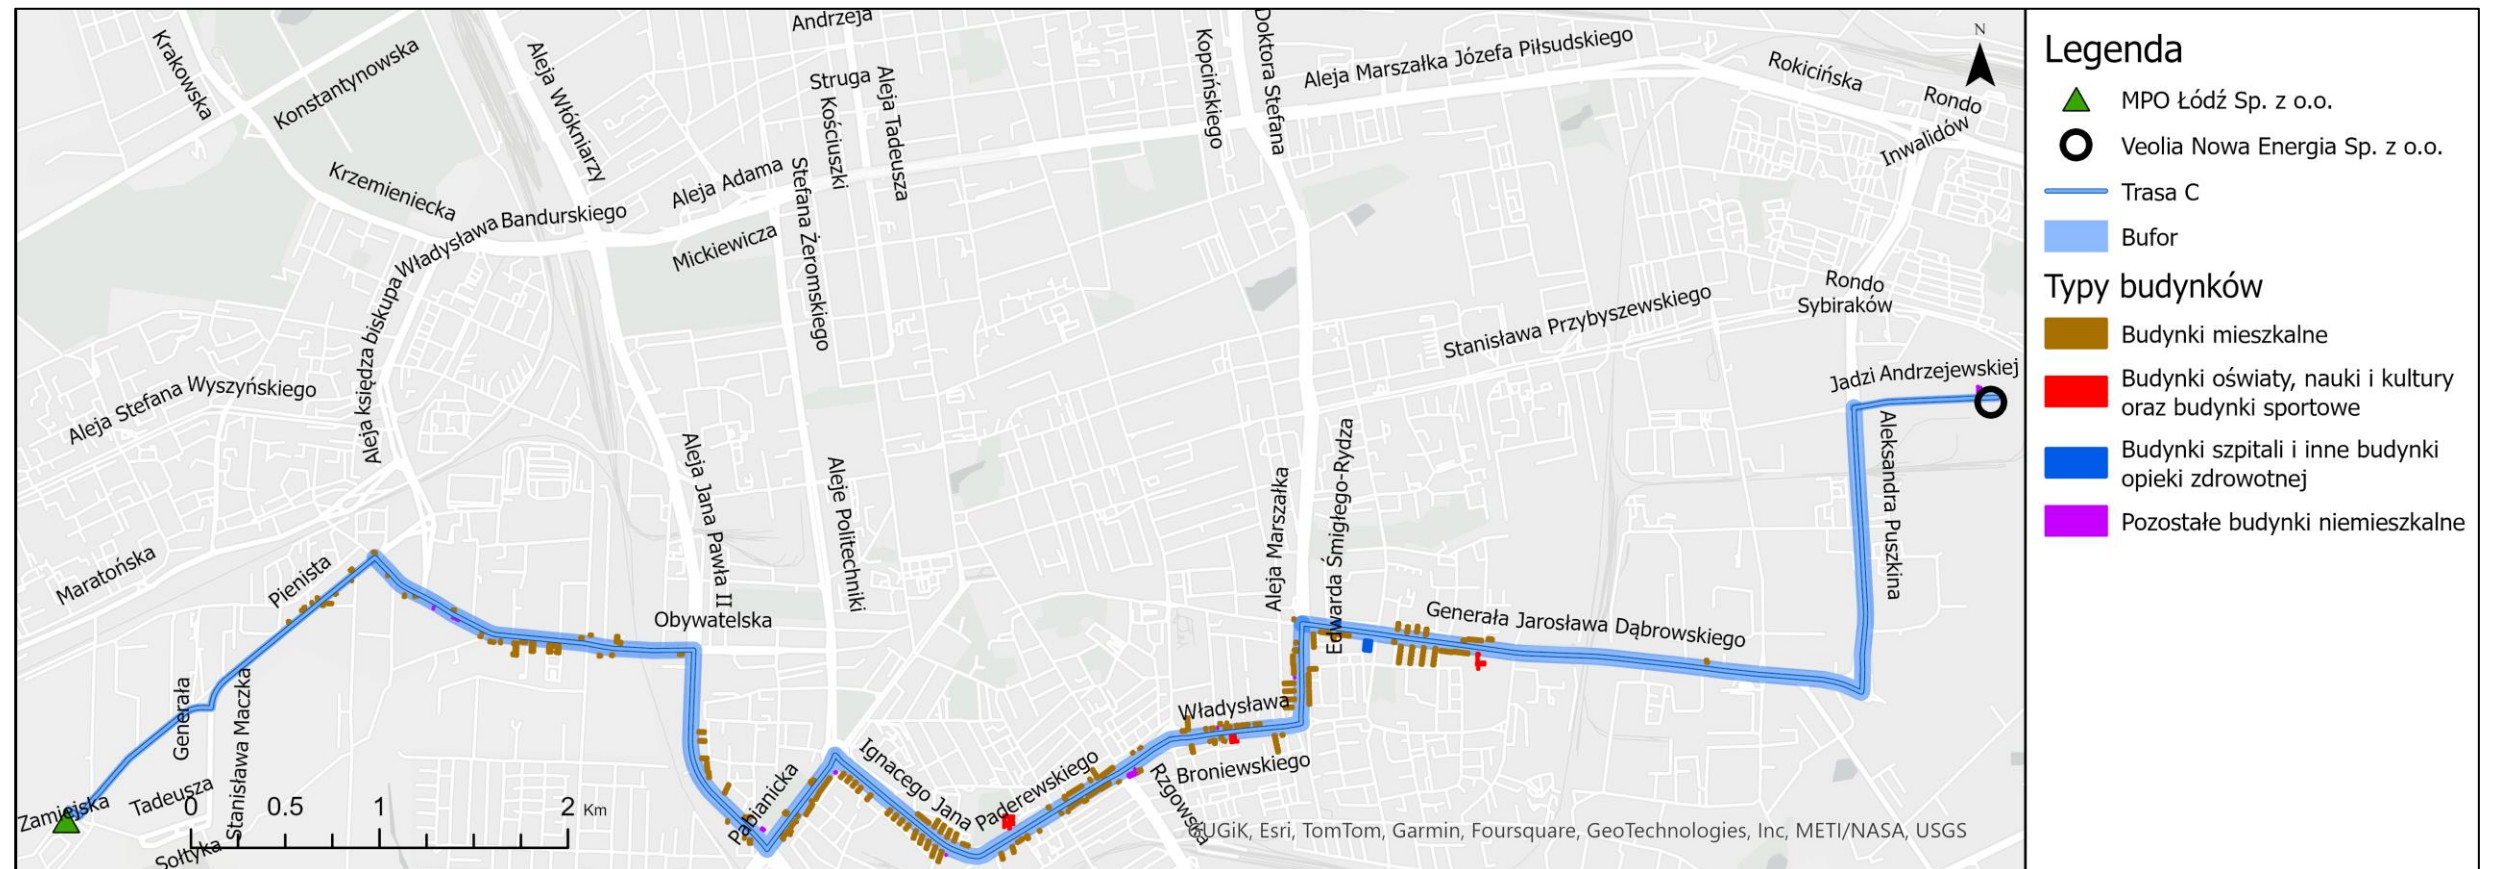 Andrzeja
Struga
Krakowska
Konstantynowska
Aleja Włókniarzy
Kościuszki
Aleja Tadeusza
Kopcińskiego
Doktora Stefana
Aleja Marszałka Józefa Piłsudskiego
Rokicińska
Rondo
Inwalidów
N
Krzemieniecka
Aleja księdza biskupa Władysława Bandurskiego
Aleja Adama
Mickiewicza
Stefana Żeromskiego
Rondo
Sybiraków
Stanisława Przybyszewskiego
Jadzi Andrzejewskiej
Aleja Stefana Wyszyńskiego
Aleja Jana Pawła II
Aleje Politechniki
Aleja Marszałka
Edwarda Śmigłego-Rydza
Aleksandra Puszkina
Maratońska
Pienista
Obywatelska
Generała Jarosława Dąbrowskiego
Generała
Stanisława Maczka
Władysława
Broniewskiego
Ignacego Jana
Paderewskiego
Pabianicka
Rzgowska
Zamiejska
Tadeusza
Sołtyka
0 0.5 1 2 Km
GUGiK, Esri, TomTom, Garmin, Foursquare, GeoTechnologies, Inc, METI/NASA, USGS
Legenda
MPO Łódź Sp. z o.o.
Veolia Nowa Energia Sp. z o.o.
Trasa C
Bufor
Typy budynków
Budynki mieszkalne
Budynki oświaty, nauki i kultury
oraz budynki sportowe
Budynki szpitali i inne budynki
opieki zdrowotnej
Pozostałe budynki niemieszkalne